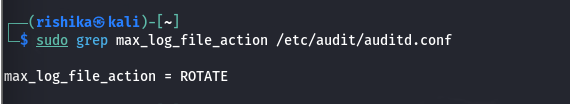 ┌──(rishika㉿kali)-[~]
└─$ sudo grep max_log_file_action /etc/audit/auditd.conf
max_log_file_action = ROTATE